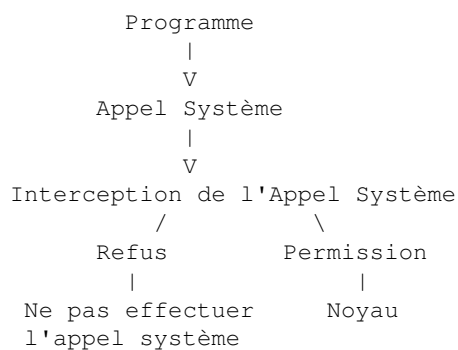 Programme
|
V
Appel Système
|
V
Interception de l'Appel Système
/ \
Refus Permission
| |
Ne pas effectuer Noyau
l'appel système